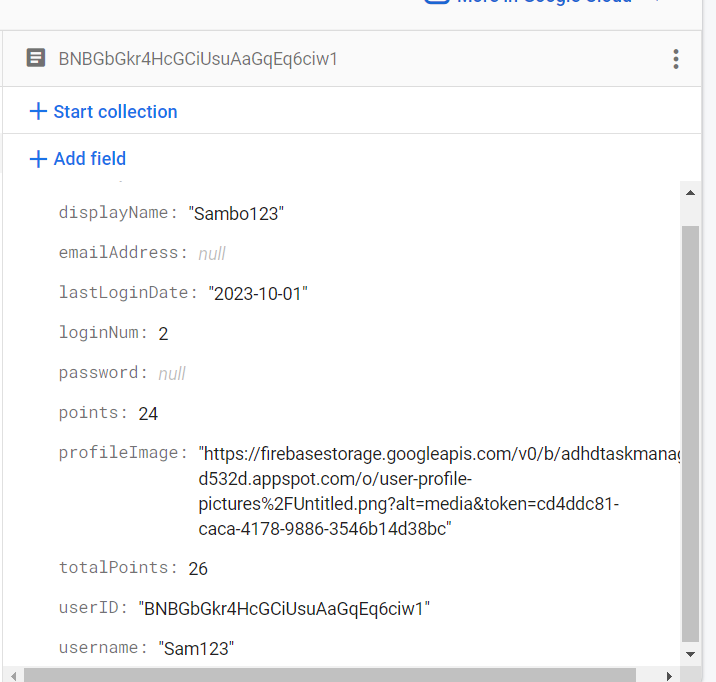 More in Google Cloud
BNBGbGkr4HcGCiUsuAaGqEq6ciw1
+ Start collection
+ Add field
displayName: "Sambo123"
emailAddress: null
lastLoginDate: "2023-10-01"
loginNum: 2
password: null
points: 24
profileImage: "https://firebasestorage.googleapis.com/v0/b/adhdtaskmanag
d532d.appspot.com/o/user-profile-
pictures%2FUntitled.png?alt=media&token=cd4ddc81-
caca-4178-9886-3546b14d38bc"
totalPoints: 26
userID: "BNBGbGkr4HcGCiUsuAaGqEq6ciw1"
username: "Sam123"